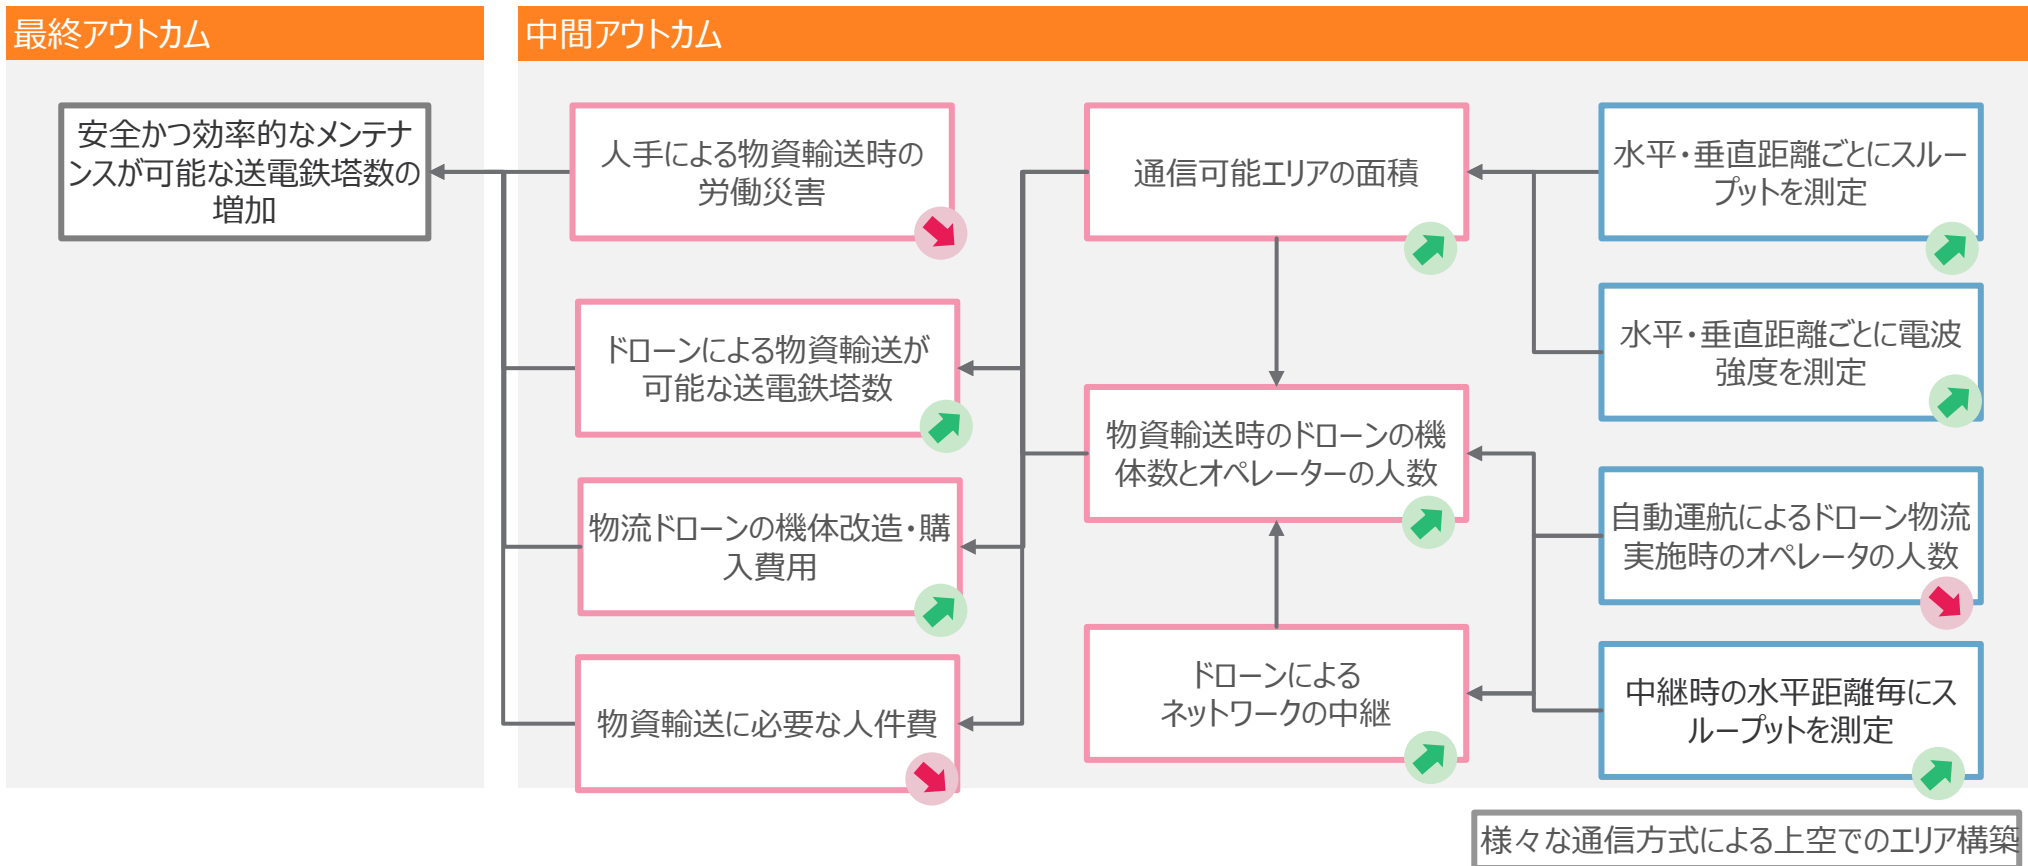 最終アウトカム
中間アウトカム
安全かつ効率的なメンテナ
ンスが可能な送電鉄塔数の
増加
人手による物資輸送時の
労働災害
ドローンによる物資輸送が
可能な送電鉄塔数
物流ドローンの機体改造・購
入費用
物資輸送に必要な人件費
通信可能エリアの面積
物資輸送時のドローンの機
体数とオペレーターの人数
ドローンによる
ネットワークの中継
水平・垂直距離ごとにスルー
プットを測定
水平・垂直距離ごとに電波
強度を測定
自動運航によるドローン物流
実施時のオペレータの人数
中継時の水平距離毎にス
ループットを測定
様々な通信方式による上空でのエリア構築